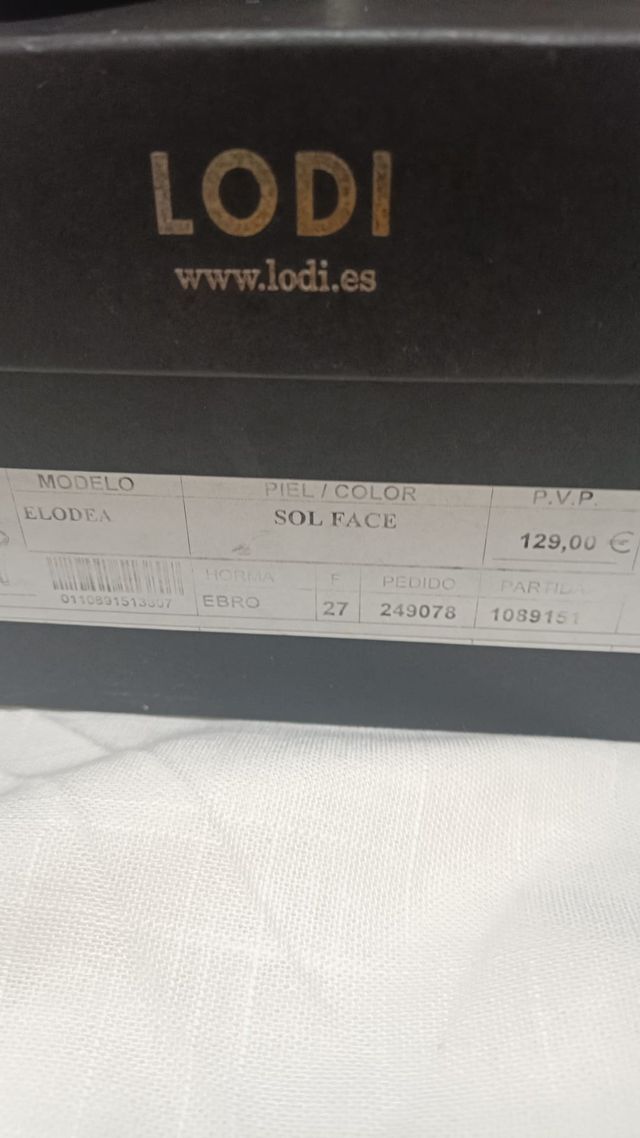 LODI
www.lodi.es
MODELO PIEL / COLOR P.V.P.
ELODEA SOL FACE 129,00 €
HORMA F PEDIDO PARTIDA
EBRO 27 249078 1089151